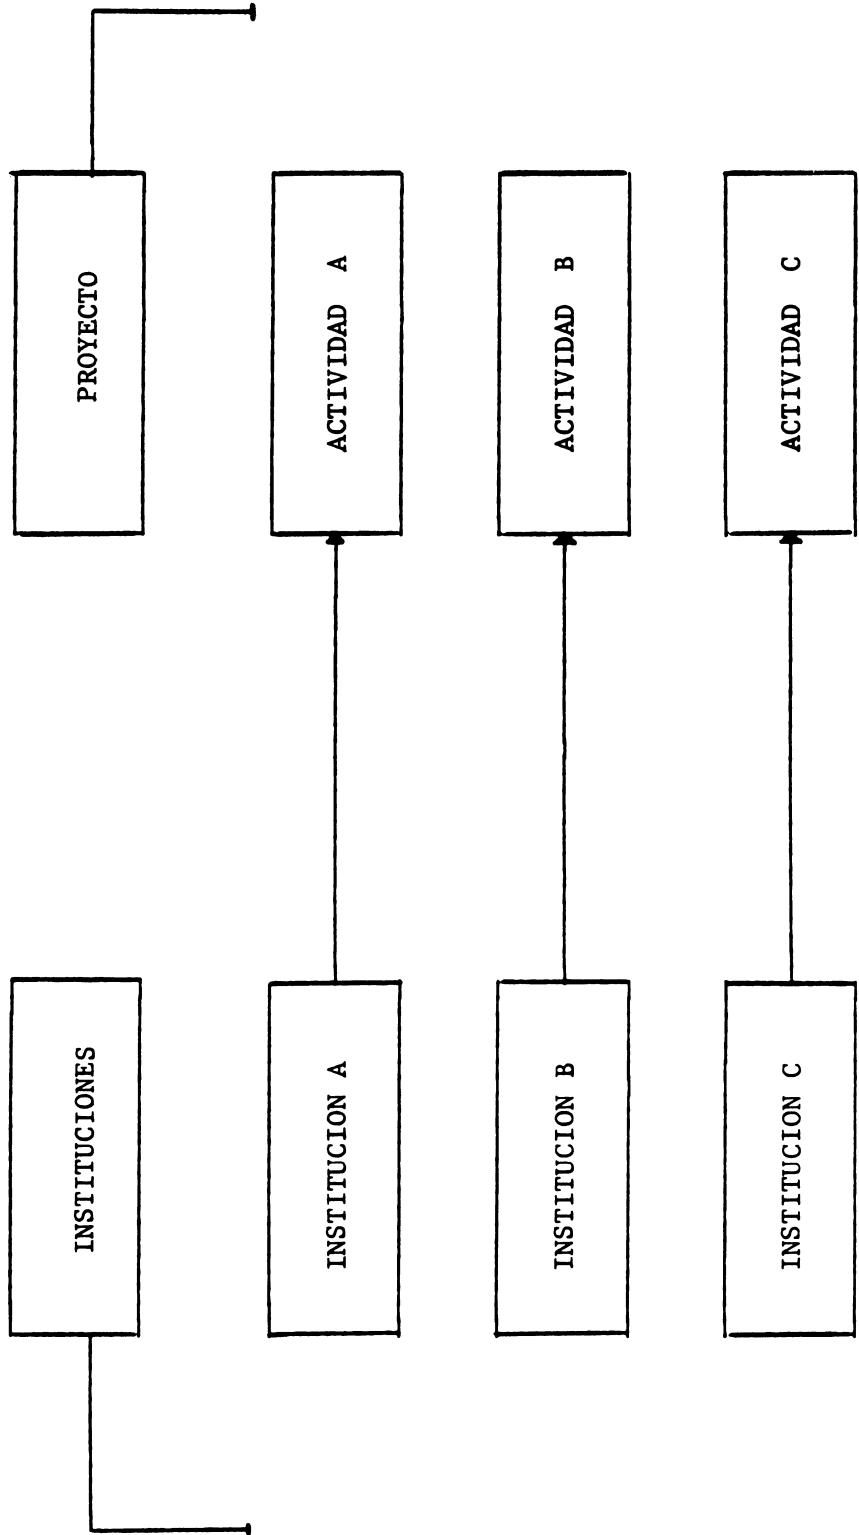 INSTITUCIONES
PROYECTO
INSTITUCION A
ACTIVIDAD A
INSTITUCION B
ACTIVIDAD B
INSTITUCION C
ACTIVIDAD C